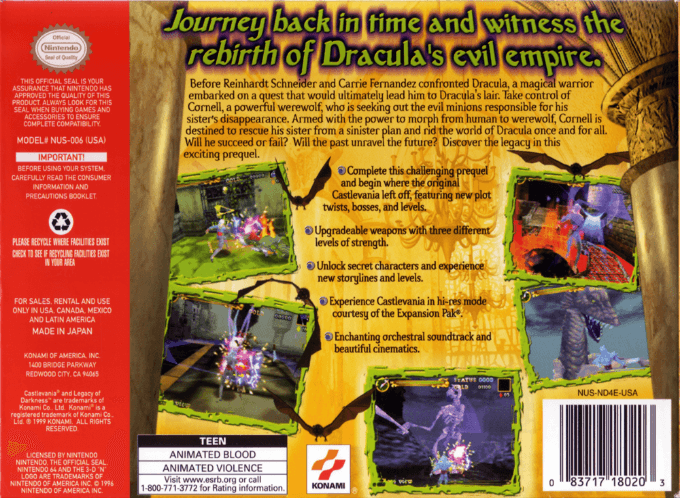 Journey back in time and witness the
rebirth of Dracula's evil empire.
Official
Nintendo
Seal of Quality
THIS OFFICIAL SEAL IS YOUR
ASSURANCE THAT NINTENDO HAS
APPROVED THE QUALITY OF THIS
PRODUCT. ALWAYS LOOK FOR THIS
SEAL WHEN BUYING GAMES AND
ACCESSORIES TO ENSURE
COMPLETE COMPATIBILITY.
MODEL# NUS-006 (USA)
IMPORTANT!
BEFORE USING YOUR SYSTEM,
CAREFULLY READ THE CONSUMER
INFORMATION AND
PRECAUTIONS BOOKLET.
PLEASE RECYCLE WHERE FACILITIES EXIST
CHECK TO SEE IF RECYCLING FACILITIES EXIST
IN YOUR AREA
FOR SALES, RENTAL AND USE
ONLY IN USA, CANADA, MEXICO
AND LATIN AMERICA
MADE IN JAPAN
KONAMI OF AMERICA, INC.
1400 BRIDGE PARKWAY
REDWOOD CITY, CA 94065
Castlevania® and Legacy of
Darkness™ are trademarks of
Konami Co., Ltd. Konami® is a
registered trademark of Konami Co.,
Ltd. © 1999 KONAMI. ALL RIGHTS
RESERVED.
LICENSED BY NINTENDO
NINTENDO, THE OFFICIAL SEAL,
NINTENDO 64 AND THE 3-D "N"
LOGO ARE TRADEMARKS OF
NINTENDO OF AMERICA INC. © 1996
NINTENDO OF AMERICA INC.
Before Reinhardt Schneider and Carrie Fernandez confronted Dracula, a magical warrior
embarked on a quest that would ultimately lead him to Dracula's lair. Take control of
Cornell, a powerful werewolf, who is seeking out the evil minions responsible for his
sister's disappearance. Armed with the power to morph from human to werewolf, Cornell is
destined to rescue his sister from a sinister plan and rid the world of Dracula once and for all.
Will he succeed or fail? Will the past unravel the future? Discover the legacy in this
exciting prequel.
Complete this challenging prequel
and begin where the original
Castlevania left off, featuring new plot
twists, bosses, and levels.
Upgradeable weapons with three different
levels of strength.
Unlock secret characters and experience
new storylines and levels.
Experience Castlevania in hi-res mode
courtesy of the Expansion Pak®.
Enchanting orchestral soundtrack and
beautiful cinematics.
TEEN
ANIMATED BLOOD
ANIMATED VIOLENCE
Visit www.esrb.org or call
1-800-771-3772 for Rating information.
KONAMI
NUS-ND4E-USA
0 83717 18020 3